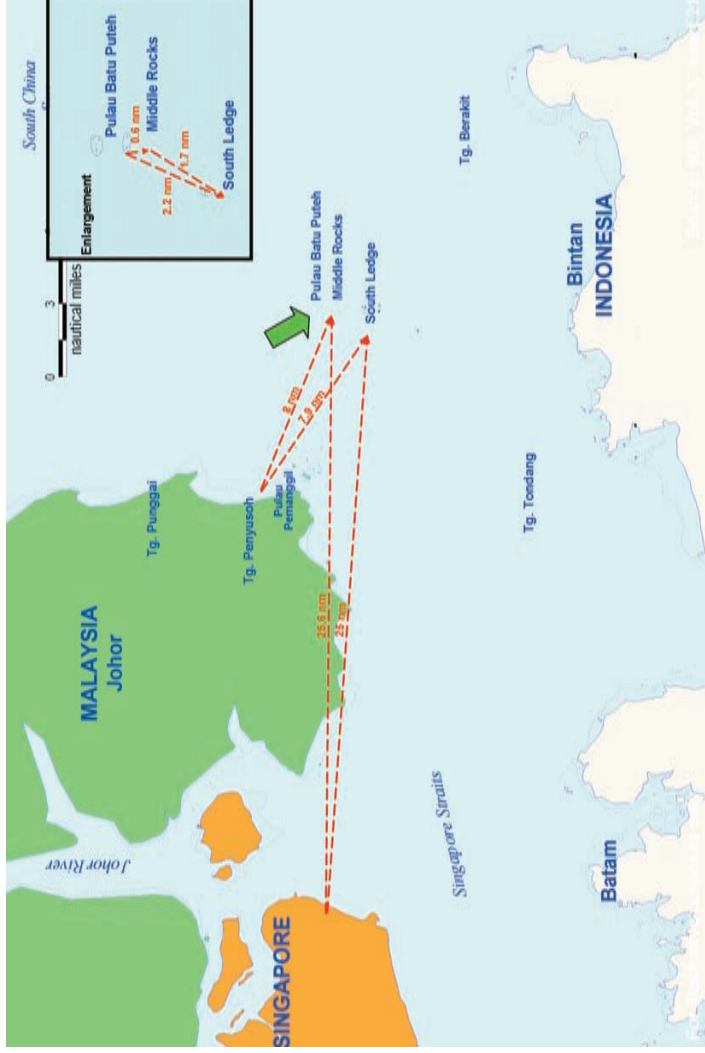 South China
Pulau Batu Puteh
Middle Rocks
0.6 nm
1.7 nm
2.2 nm
South Ledge
Enlargement
0 3
nautical miles
MALAYSIA
Johor
Johor River
Tg. Punggai
Tg. Penyusoh
Pulau
Pemanggil
8 nm
7.9 nm
Pulau Batu Puteh
Middle Rocks
South Ledge
25.6 nm
25 nm
SINGAPORE
Singapore Straits
Tg. Berakit
Tg. Tondang
Bintan
INDONESIA
Batam